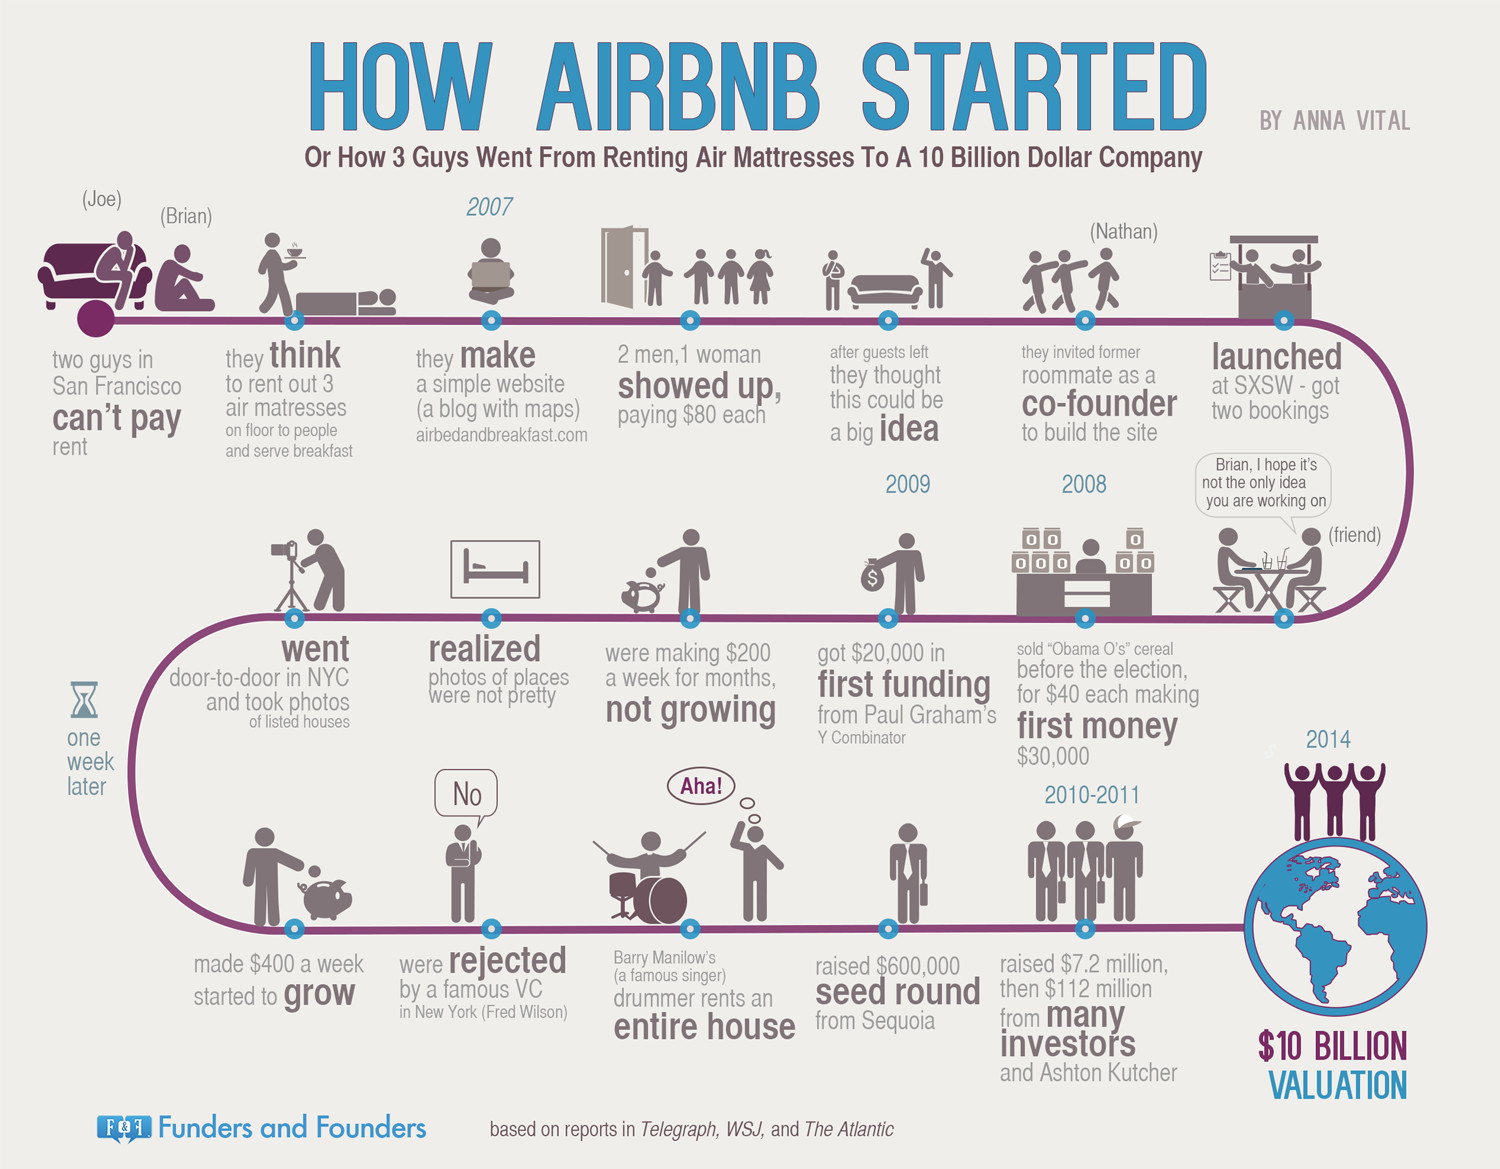 HOW AIRBNB STARTED
BY ANNA VITAL
Or How 3 Guys Went From Renting Air Mattresses To A 10 Billion Dollar Company
(Joe)
(Brian)
two guys in
San Francisco
can't pay
rent
they think
to rent out 3
air matresses
on floor to people
and serve breakfast
2007
they make
a simple website
(a blog with maps)
airbedandbreakfast.com
2 men,1 woman
showed up,
paying $80 each
after guests left
they thought
this could be
a big idea
(Nathan)
they invited former
roommate as a
co-founder
to build the site
launched
at SXSW - got
two bookings
Brian, I hope it's
not the only idea
you are working on
(friend)
2008
O O O
O O O O O
sold "Obama O's" cereal
before the election,
for $40 each making
first money
$30,000
2009
$
got $20,000 in
first funding
from Paul Graham's
Y Combinator
were making $200
a week for months,
not growing
realized
photos of places
were not pretty
went
door-to-door in NYC
and took photos
of listed houses
one
week
later
made $400 a week
started to grow
No
were rejected
by a famous VC
in New York (Fred Wilson)
Aha!
Barry Manilow's
(a famous singer)
drummer rents an
entire house
raised $600,000
seed round
from Sequoia
2010-2011
raised $7.2 million,
then $112 million
from many
investors
and Ashton Kutcher
2014
$10 BILLION
VALUATION
F&F. Funders and Founders
based on reports in Telegraph, WSJ, and The Atlantic